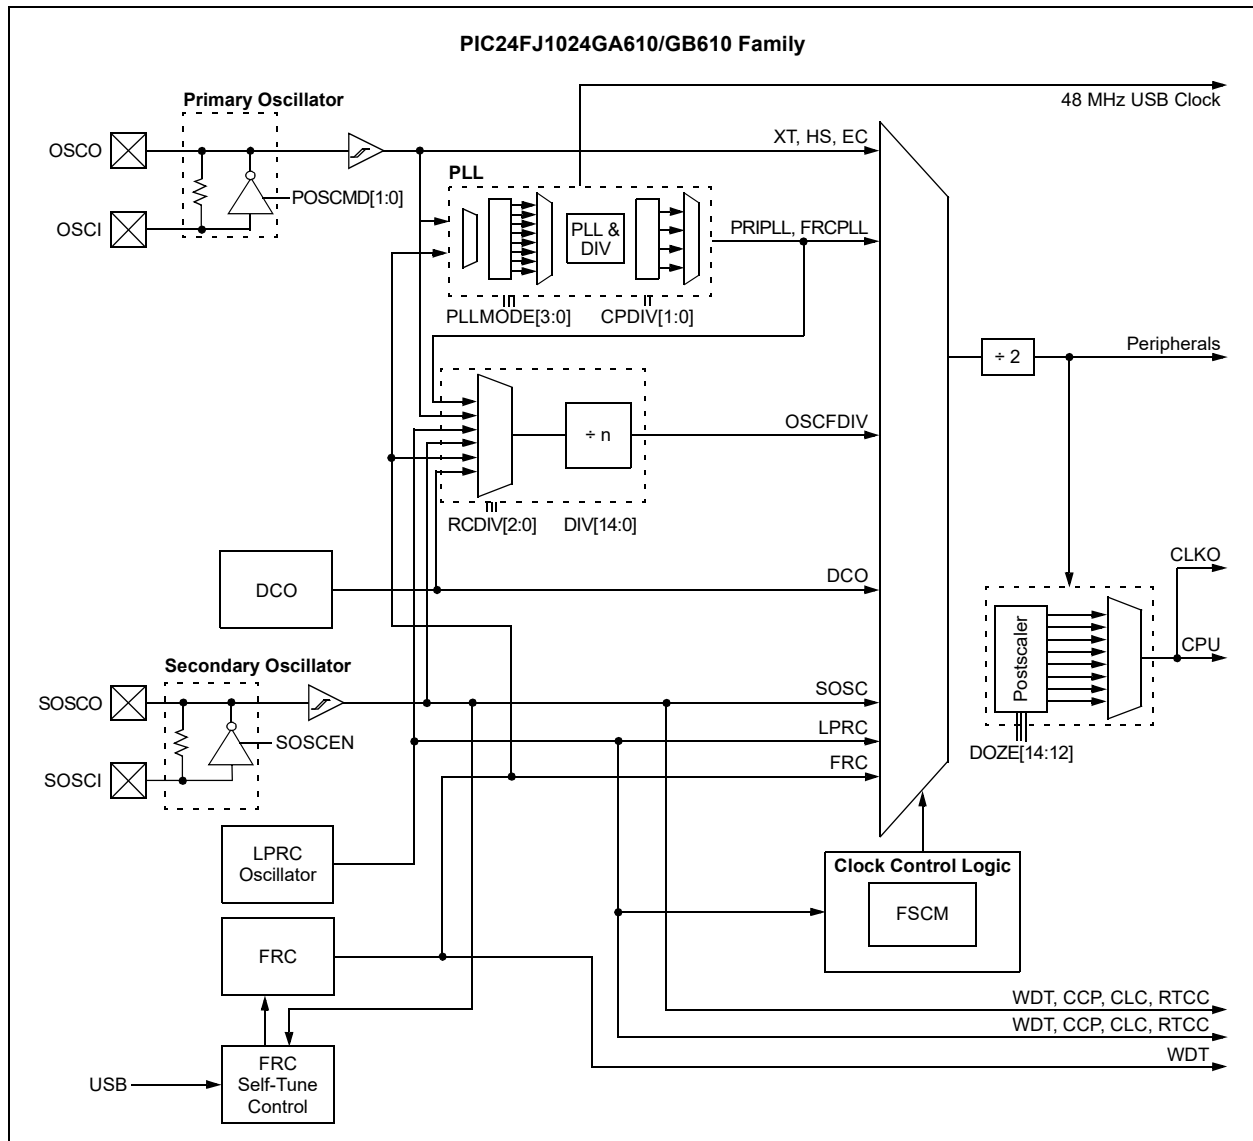 PIC24FJ1024GA610/GB610 Family
Primary Oscillator
48 MHz USB Clock
OSCO
XT, HS, EC
PLL
POSCMD[1:0]
OSCI
PLL &
DIV
PRIPLL, FRCPLL
PLLMODE[3:0]
CPDIV[1:0]
÷ 2
Peripherals
÷ n
OSCFDIV
RCDIV[2:0]
DIV[14:0]
DCO
DCO
CLKO
Postscaler
CPU
Secondary Oscillator
SOSCO
SOSC
SOSCEN
LPRC
DOZE[14:12]
SOSCI
FRC
LPRC
Oscillator
Clock Control Logic
FSCM
FRC
WDT, CCP, CLC, RTCC
WDT, CCP, CLC, RTCC
WDT
USB
FRC
Self-Tune
Control